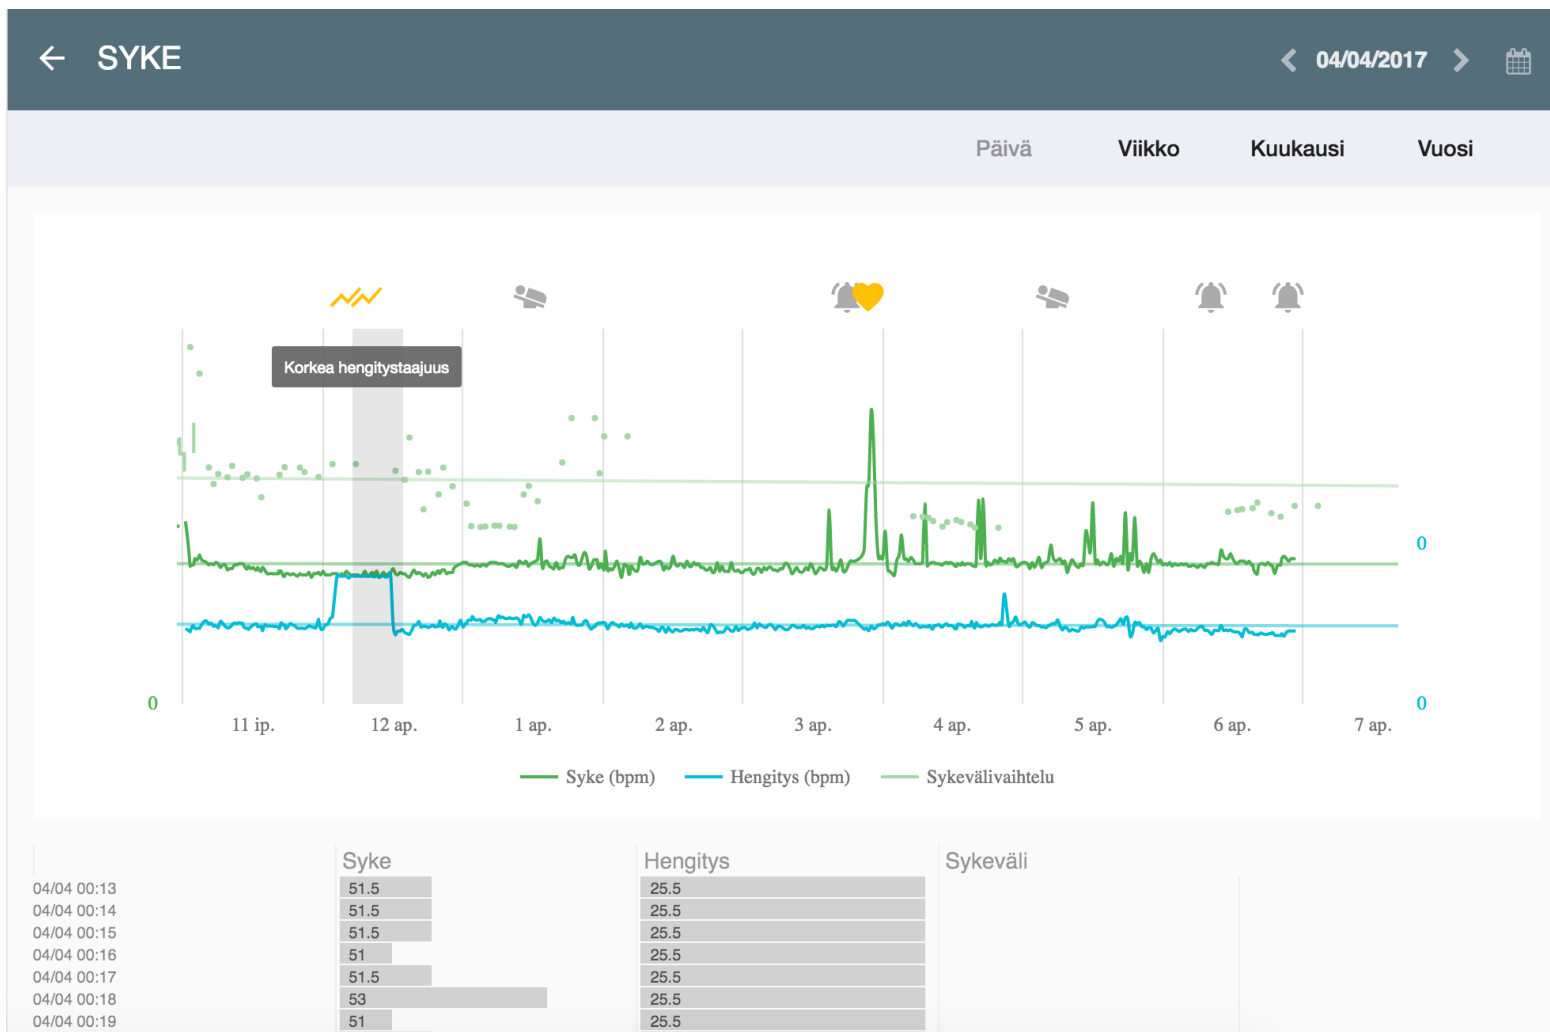 SYKE
04/04/2017
Päivä Viikko Kuukausi Vuosi
Korkea hengitystaajuus
0
0 0
11 ip. 12 ap. 1 ap. 2 ap. 3 ap. 4 ap. 5 ap. 6 ap. 7 ap.
Syke (bpm) Hengitys (bpm) Sykevälivaihtelu
Syke Hengitys Sykeväli
04/04 00:13 51.5 25.5
04/04 00:14 51.5 25.5
04/04 00:15 51.5 25.5
04/04 00:16 51 25.5
04/04 00:17 51.5 25.5
04/04 00:18 53 25.5
04/04 00:19 51 25.5